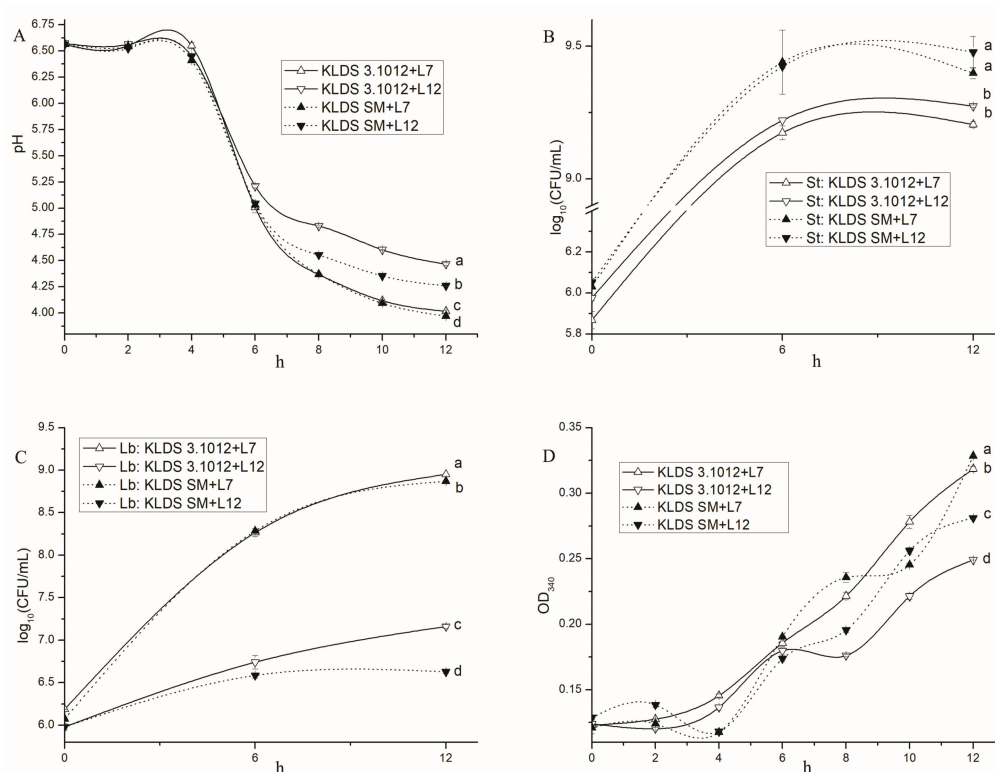 A
pH
6.75
6.50
6.25
6.00
5.75
5.50
5.25
5.00
4.75
4.50
4.25
4.00
0 2 4 6 8 10 12
h
KLDS 3.1012+L7
KLDS 3.1012+L12
KLDS SM+L7
KLDS SM+L12
a
b
c
d
B
log10(CFU/mL)
9.5
9.0
6.2
6.0
5.8
0 6 12
h
a
a
b
b
St: KLDS 3.1012+L7
St: KLDS 3.1012+L12
St: KLDS SM+L7
St: KLDS SM+L12
C
log10(CFU/mL)
9.5
9.0
8.5
8.0
7.5
7.0
6.5
6.0
0 6 12
h
Lb: KLDS 3.1012+L7
Lb: KLDS 3.1012+L12
Lb: KLDS SM+L7
Lb: KLDS SM+L12
a
b
c
d
D
OD340
0.35
0.30
0.25
0.20
0.15
0 2 4 6 8 10 12
h
KLDS 3.1012+L7
KLDS 3.1012+L12
KLDS SM+L7
KLDS SM+L12
a
b
c
d